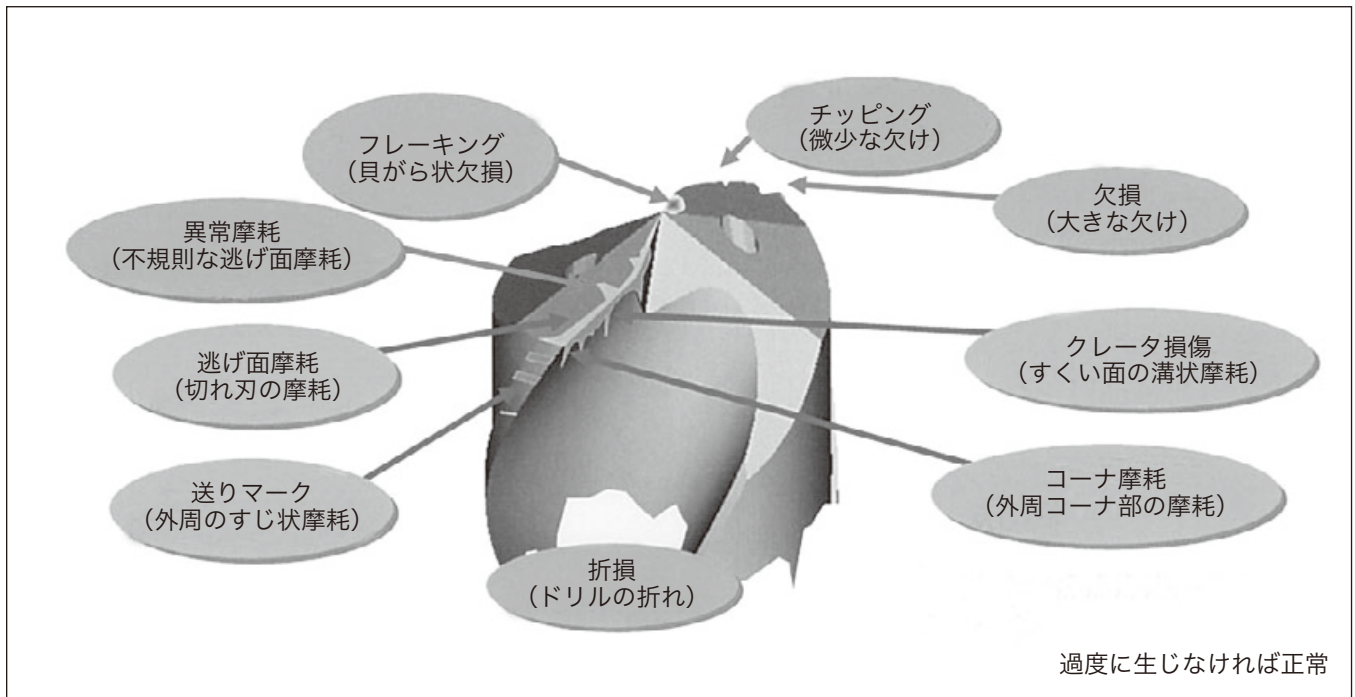 フレーキング
（貝がら状欠損）
チッピング
（微少な欠け）
欠損
（大きな欠け）
異常摩耗
（不規則な逃げ面摩耗）
逃げ面摩耗
（切れ刃の摩耗）
クレータ損傷
（すくい面の溝状摩耗）
送りマーク
（外周のすじ状摩耗）
コーナ摩耗
（外周コーナ部の摩耗）
折損
（ドリルの折れ）
過度に生じなければ正常